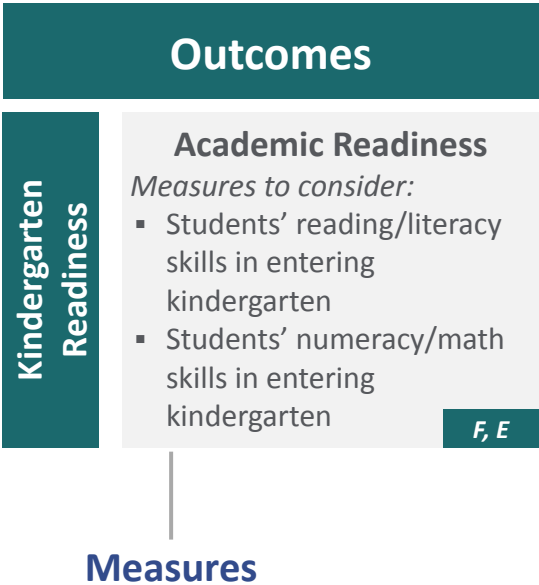 Outcomes
Kindergarten
Readiness
Academic Readiness
Measures to consider:
▪ Students’ reading/literacy
skills in entering
kindergarten
▪ Students’ numeracy/math
skills in entering
kindergarten
F, E
Measures